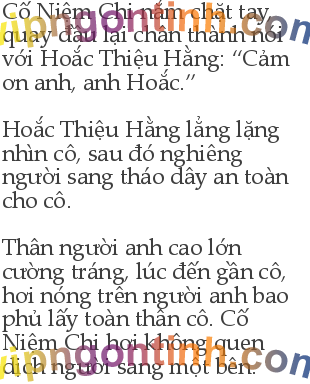 Cố Niệm Chi nắm chặt tay,
quay đầu lại chân thành nói
với Hoắc Thiệu Hằng: “Cảm
ơn anh, anh Hoắc.”
Hoắc Thiệu Hằng lẳng lặng
nhìn cô, sau đó nghiêng
người sang tháo dây an toàn
cho cô.
Thân người anh cao lớn
cường tráng, lúc đến gần cô,
hơi nóng trên người anh bao
phủ lấy toàn thân cô. Cố
Niệm Chi hơi không quen
dịch người sang một bên.